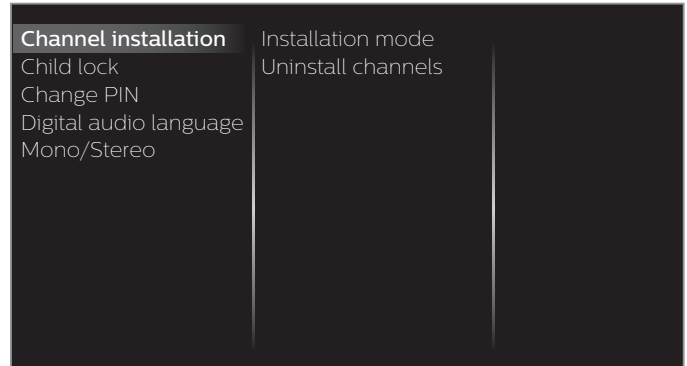 Channel installation
Child lock
Change PIN
Digital audio language
Mono/Stereo
Installation mode
Uninstall channels